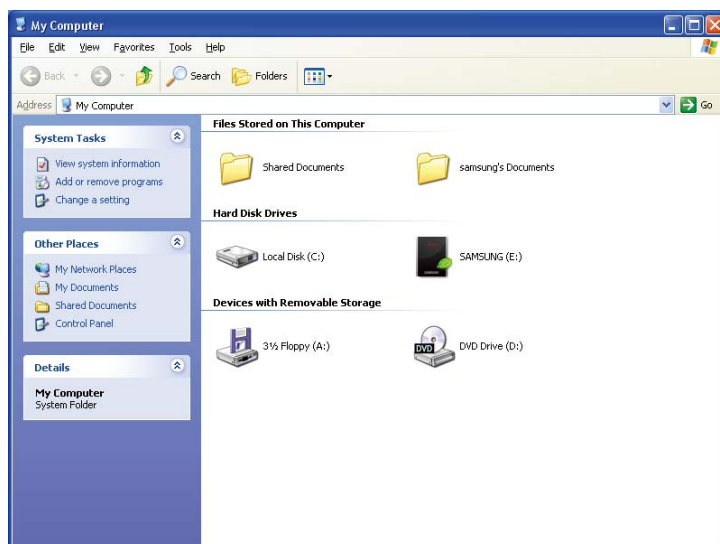 My Computer
File Edit View Favorites Tools Help
Back Search Folders
Address My Computer Go
System Tasks
View system information
Add or remove programs
Change a setting
Other Places
My Network Places
My Documents
Shared Documents
Control Panel
Details
My Computer
System Folder
Files Stored on This Computer
Shared Documents samsung's Documents
Hard Disk Drives
Local Disk (C:) SAMSUNG (E:)
Devices with Removable Storage
3½ Floppy (A:) DVD DVD Drive (D:)